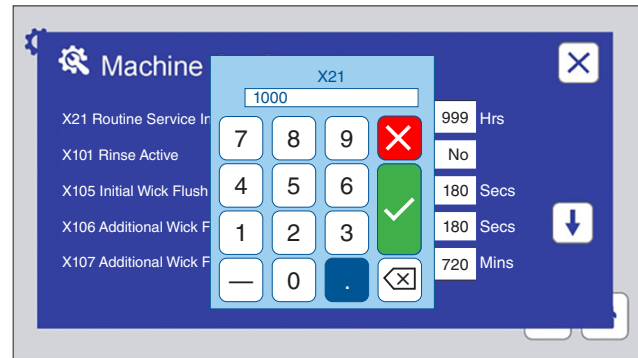 Machine
X21
1000
X21 Routine Service In
999 Hrs
X101 Rinse Active
No
X105 Initial Wick Flush
180 Secs
X106 Additional Wick F
180 Secs
X107 Additional Wick F
720 Mins
7 8 9
4 5 6
1 2 3
— 0 .